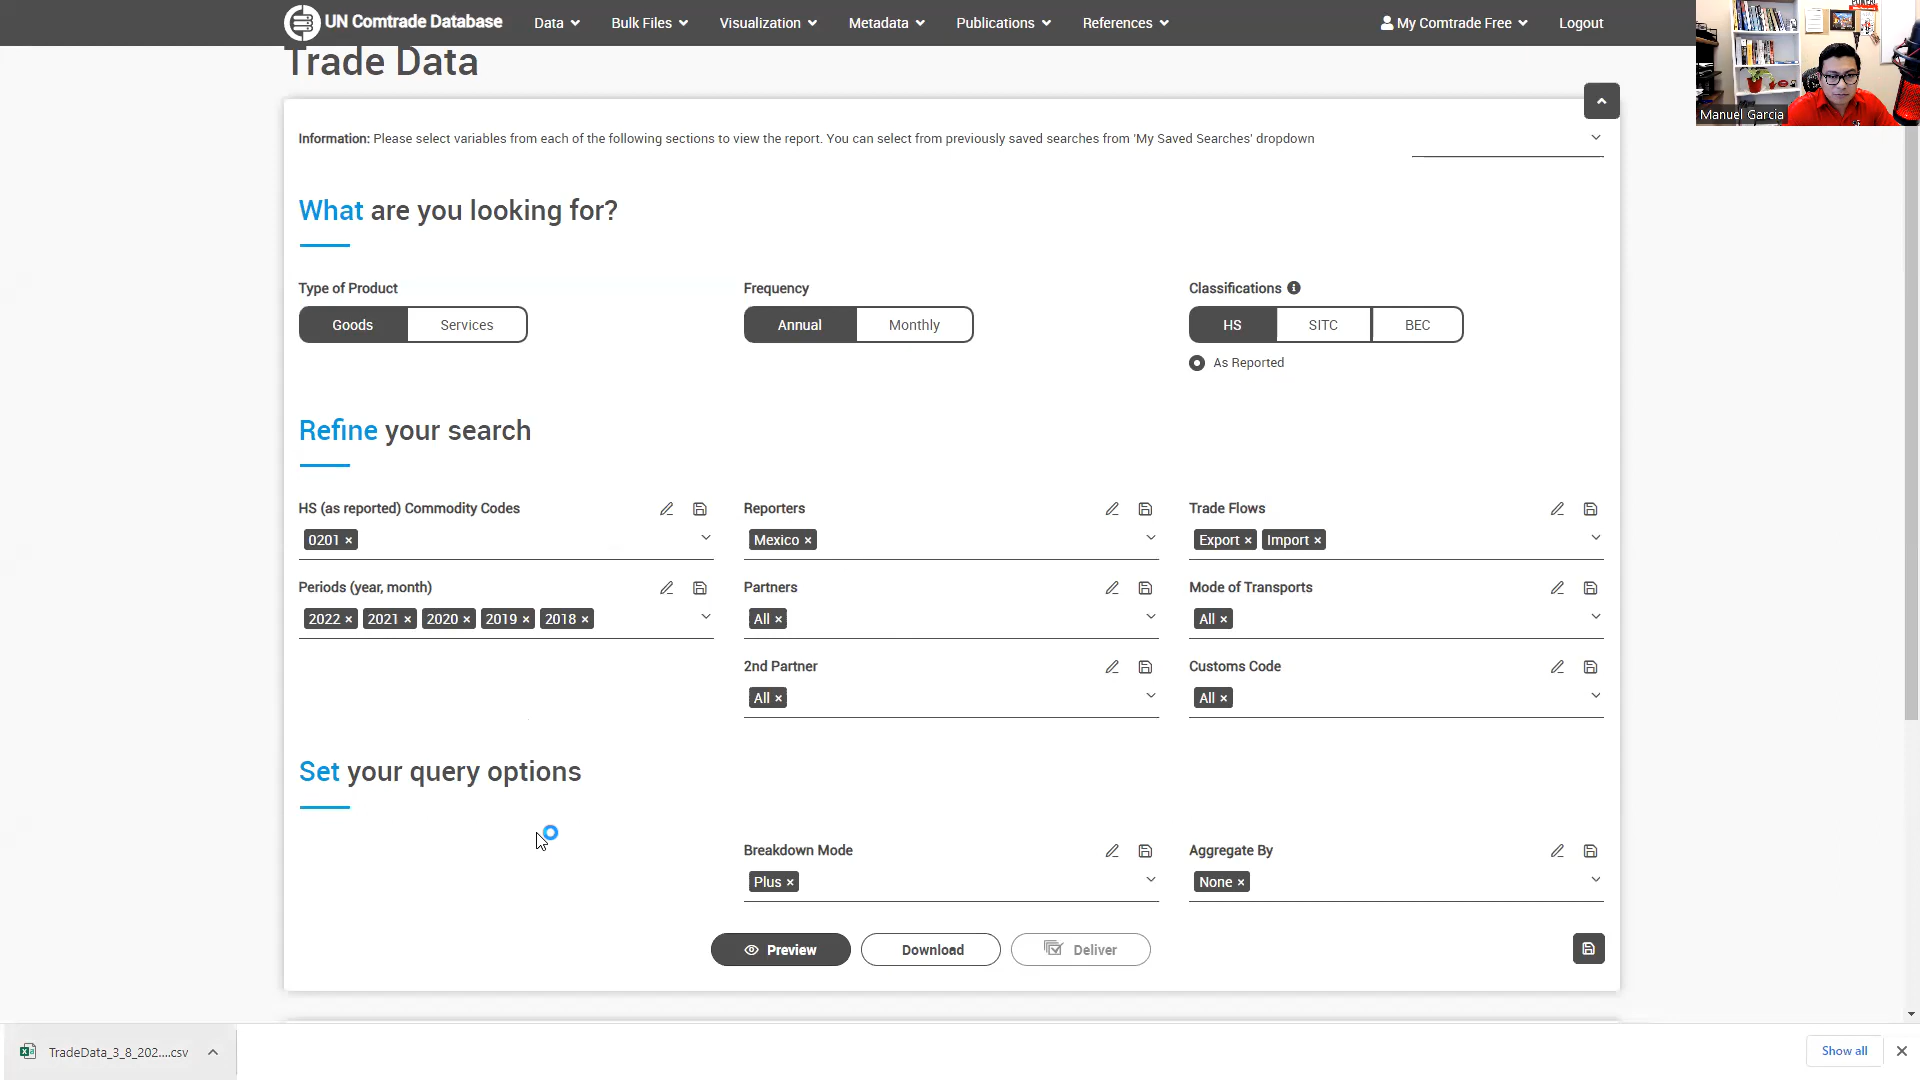 UN Comtrade Database Data Bulk Files Visualization Metadata Publications References My Comtrade Free Logout
Trade Data
Manuel Garcia
Information: Please select variables from each of the following sections to view the report. You can select from previously saved searches from 'My Saved Searches' dropdown
What are you looking for?
Type of Product Frequency Classifications
Goods Services Annual Monthly HS SITC BEC
As Reported
Refine your search
HS (as reported) Commodity Codes Reporters Trade Flows
0201 × Mexico × Export × Import ×
Periods (year, month) Partners Mode of Transports
2022 × 2021 × 2020 × 2019 × 2018 × All × All ×
2nd Partner Customs Code
All × All ×
Set your query options
Breakdown Mode Aggregate By
Plus × None ×
Preview Download Deliver
TradeData_3_8_202....csv Show all